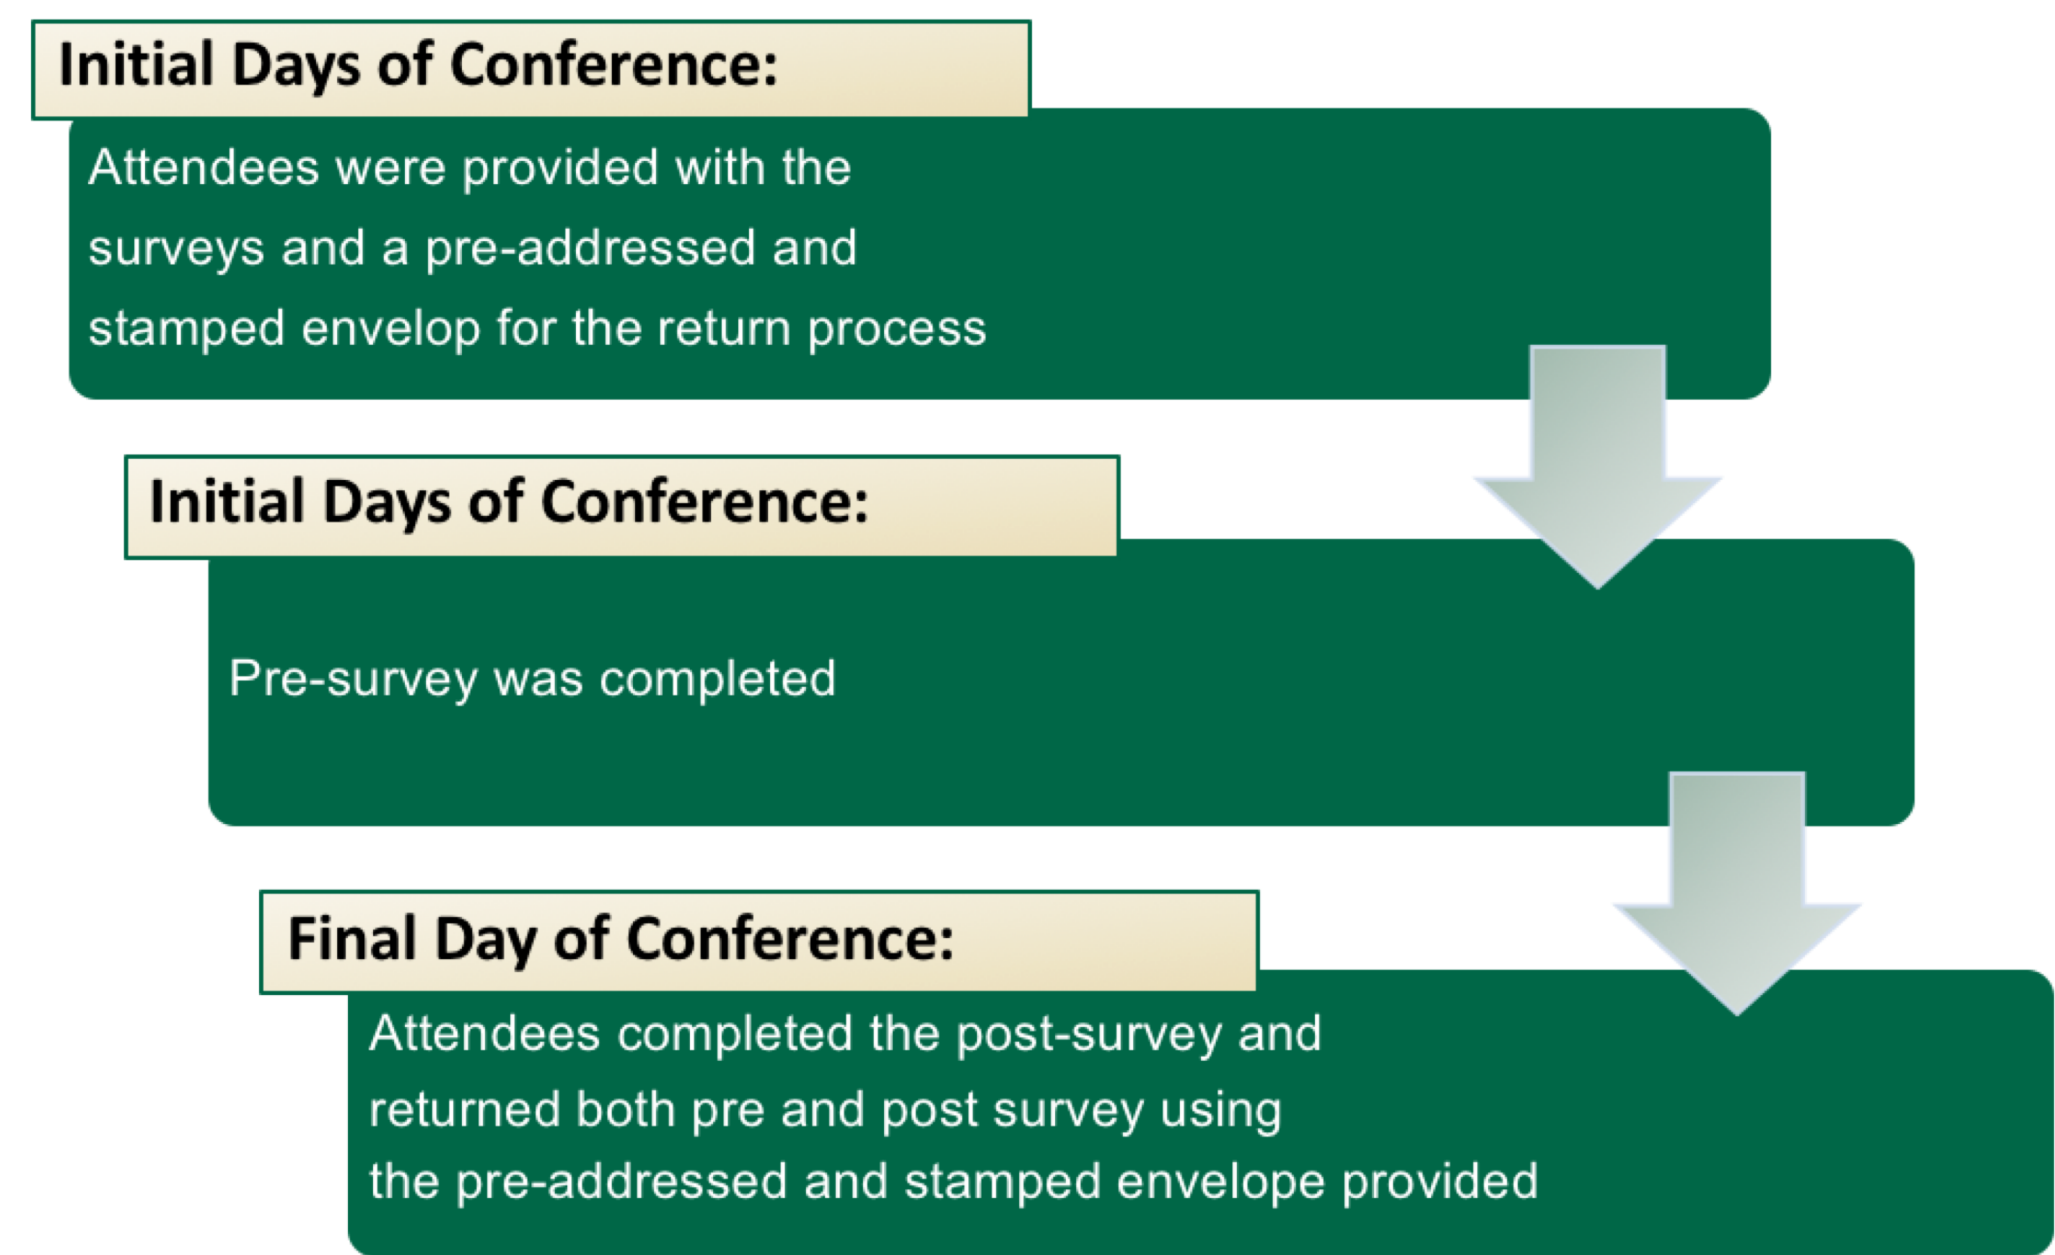 Initial Days of Conference:
Attendees were provided with the
surveys and a pre-addressed and
stamped envelop for the return process
Initial Days of Conference:
Pre-survey was completed
Final Day of Conference:
Attendees completed the post-survey and
returned both pre and post survey using
the pre-addressed and stamped envelope provided